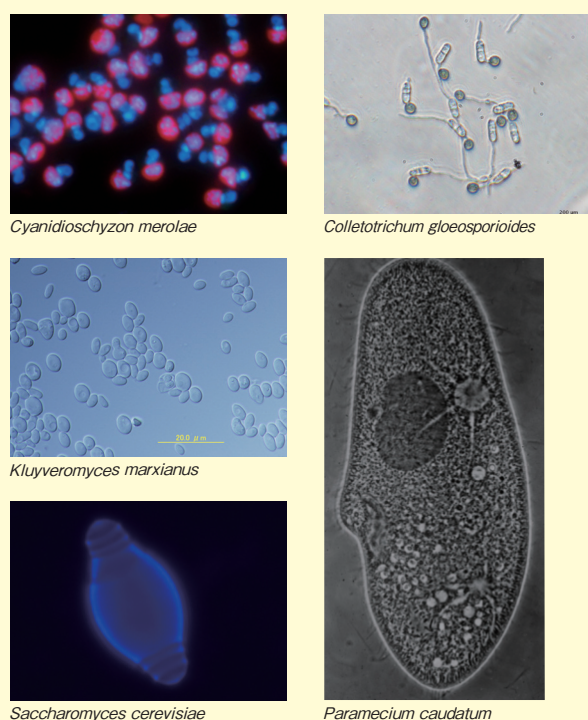 Cyanidioschyzon merolae
Colletotrichum gloeosporioides
20.0 μm
Kluyveromyces marxianus
Saccharomyces cerevisiae
Paramecium caudatum